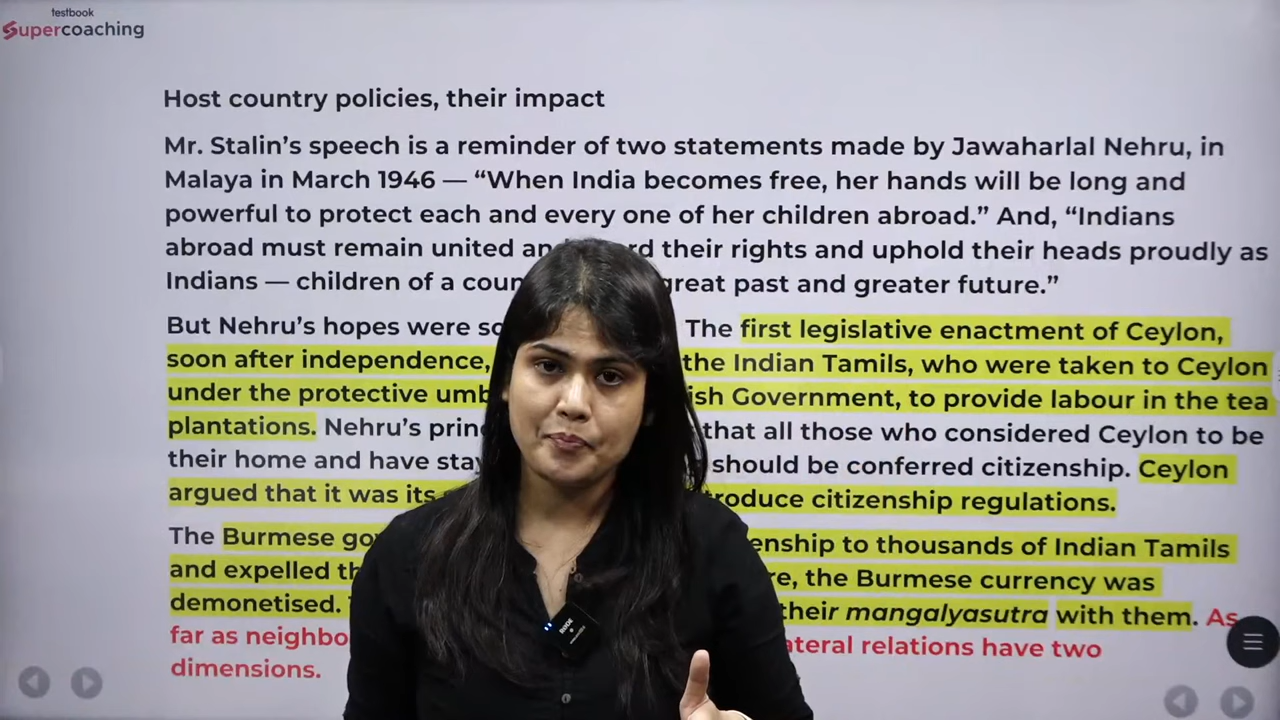 testbook
Supercoaching
Host country policies, their impact
Mr. Stalin's speech is a reminder of two statements made by Jawaharlal Nehru, in
Malaya in March 1946 — “When India becomes free, her hands will be long and
powerful to protect each and every one of her children abroad.” And, “Indians
abroad must remain united an rd their rights and uphold their heads proudly as
Indians — children of a coun great past and greater future.”
But Nehru's hopes were so The first legislative enactment of Ceylon,
soon after independence, the Indian Tamils, who were taken to Ceylon
under the protective umb ish Government, to provide labour in the tea
plantations. Nehru's prin that all those who considered Ceylon to be
their home and have stay should be conferred citizenship. Ceylon
argued that it was its troduce citizenship regulations.
The Burmese go enship to thousands of Indian Tamils
and expelled th re, the Burmese currency was
demonetised. their mangalyasutra with them. As
far as neighbo ateral relations have two
dimensions.
RODE